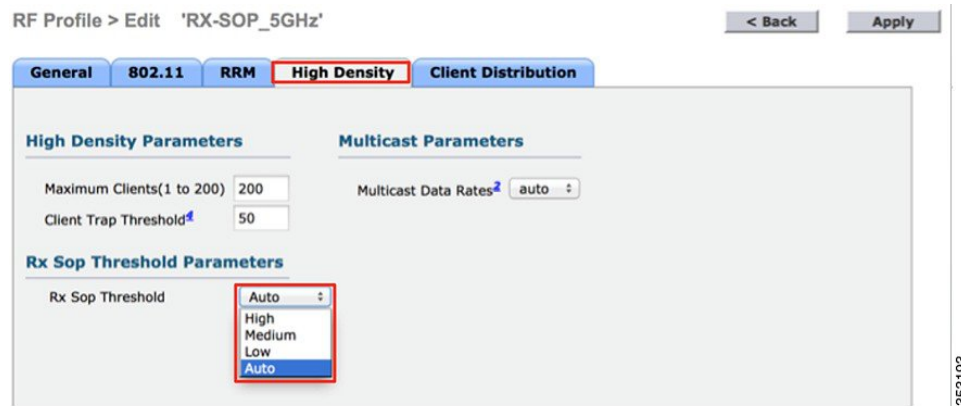 RF Profile > Edit 'RX-SOP_5GHz'
< Back
Apply
General
802.11
RRM
High Density
Client Distribution
High Density Parameters
Maximum Clients(1 to 200) 200
Client Trap Threshold4 50
Multicast Parameters
Multicast Data Rates2 auto
Rx Sop Threshold Parameters
Rx Sop Threshold Auto
High
Medium
Low
Auto